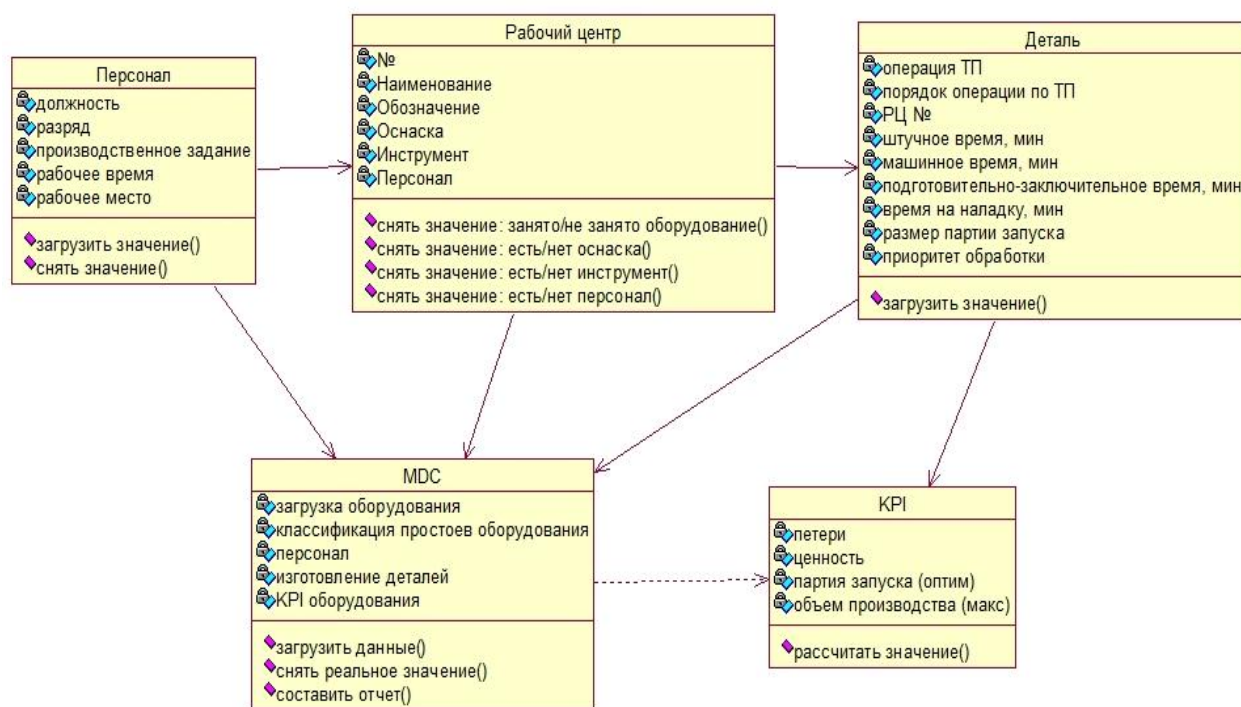 Персонал
должность
разряд
производственное задание
рабочее время
рабочее место
загрузить значение()
снять значение()
Рабочий центр
№
Наименование
Обозначение
Оснаска
Инструмент
Персонал
снять значение: занято/не занято оборудование()
снять значение: есть/нет оснаска()
снять значение: есть/нет инструмент()
снять значение: есть/нет персонал()
Деталь
операция ТП
порядок операции по ТП
РЦ №
штучное время, мин
машинное время, мин
подготовительно-заключительное время, мин
время на наладку, мин
размер партии запуска
приоритет обработки
загрузить значение()
MDC
загрузка оборудования
классификация простоев оборудования
персонал
изготовление деталей
KPI оборудования
загрузить данные()
снять реальное значение()
составить отчет()
KPI
петери
ценность
партия запуска (оптим)
объем производства (макс)
рассчитать значение()